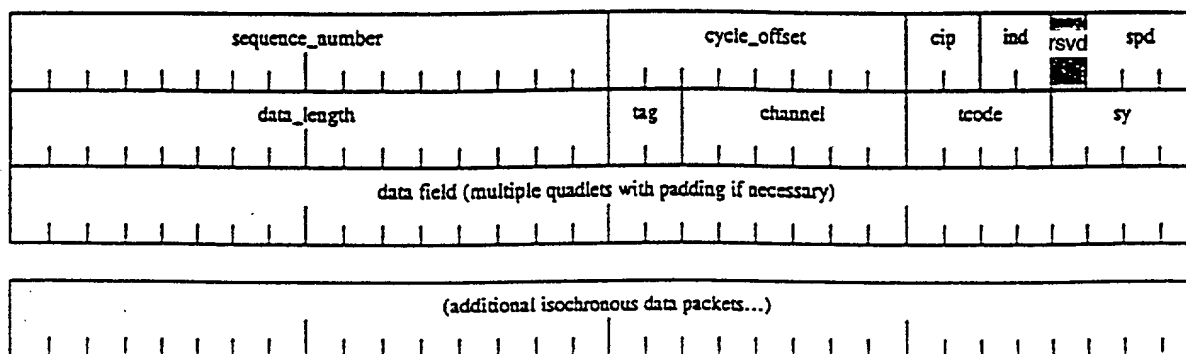 sequence_number cycle_offset cip ind rsvd spd
data_length tag channel tcode sy
data field (multiple quadlets with padding if necessary)
(additional isochronous data packets...)